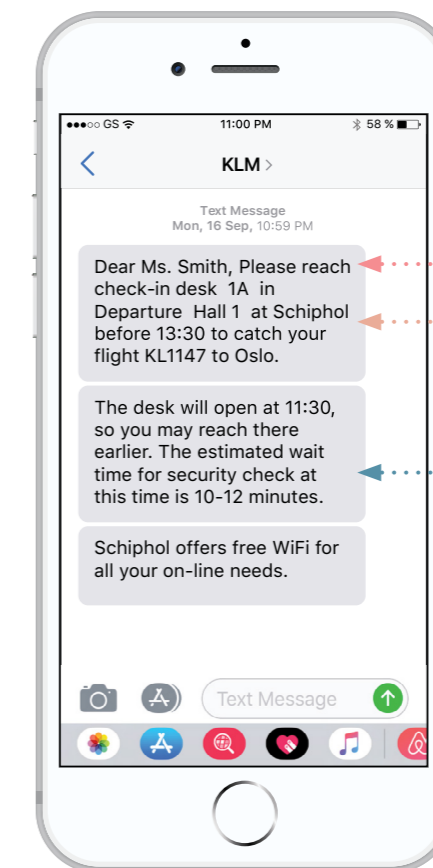 GS 11:00 PM 58 %
KLM >
Text Message
Mon, 16 Sep, 10:59 PM
Dear Ms. Smith, Please reach
check-in desk 1A in
Departure Hall 1 at Schiphol
before 13:30 to catch your
flight KL1147 to Oslo.
The desk will open at 11:30,
so you may reach there
earlier. The estimated wait
time for security check at
this time is 10-12 minutes.
Schiphol offers free WiFi for
all your on-line needs.
Text Message